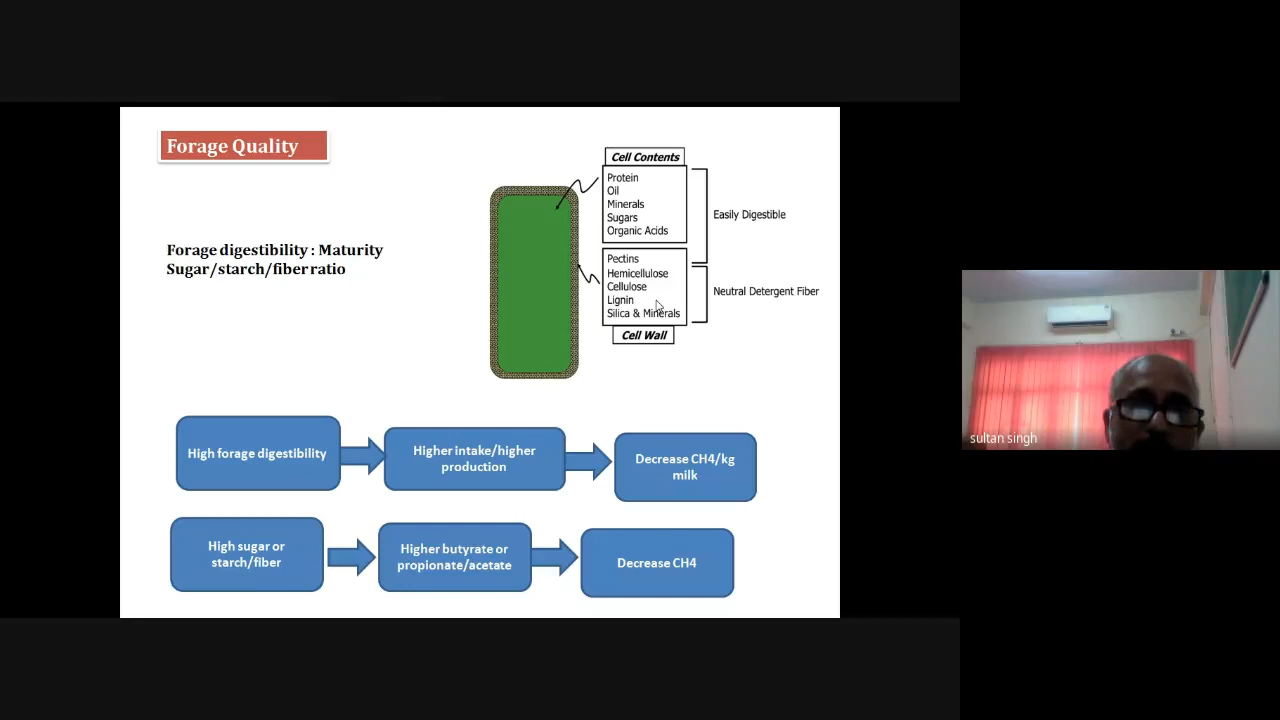 Forage Quality
Forage digestibility : Maturity
Sugar/starch/fiber ratio
Cell Contents
Protein
Oil
Minerals
Sugars
Organic Acids
Easily Digestible
Pectins
Hemicellulose
Cellulose
Lignin
Silica & Minerals
Neutral Detergent Fiber
Cell Wall
High forage digestibility
Higher intake/higher
production
Decrease CH4/kg
milk
High sugar or
starch/fiber
Higher butyrate or
propionate/acetate
Decrease CH4
sultan singh